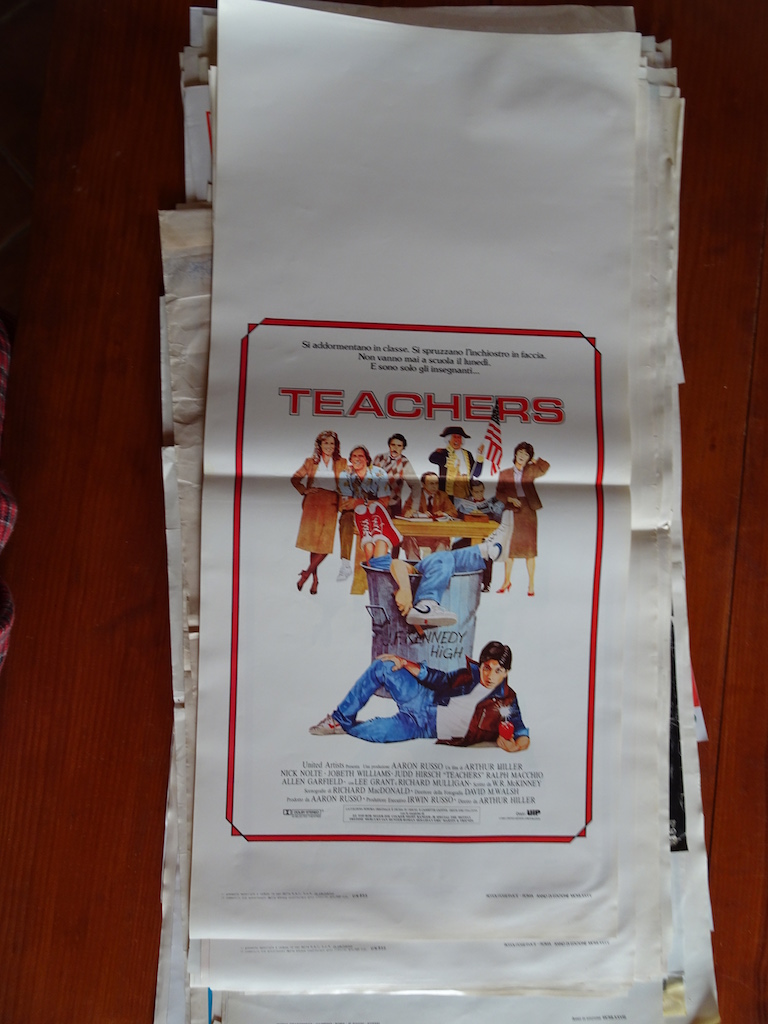 Si addormentano in classe. Si spruzzano l'inchiostro in faccia.
Non vanno mai a scuola il lunedì.
E sono solo gli insegnanti...
TEACHERS
J.F. KENNEDY
HIGH
United Artists Presenta Una produzione AARON RUSSO Un film di ARTHUR HILLER
NICK NOLTE · JOBETH WILLIAMS · JUDD HIRSCH "TEACHERS" RALPH MACCHIO
ALLEN GARFIELD · con LEE GRANT e RICHARD MULLIGAN · scritto da W.R. McKINNEY
Scenografie di RICHARD MacDONALD · Direttore della Fotografia DAVID M. WALSH
Prodotto da AARON RUSSO · Produttore Esecutivo IRWIN RUSSO · Diretto da ARTHUR HILLER
DOLBY STEREO
UIP